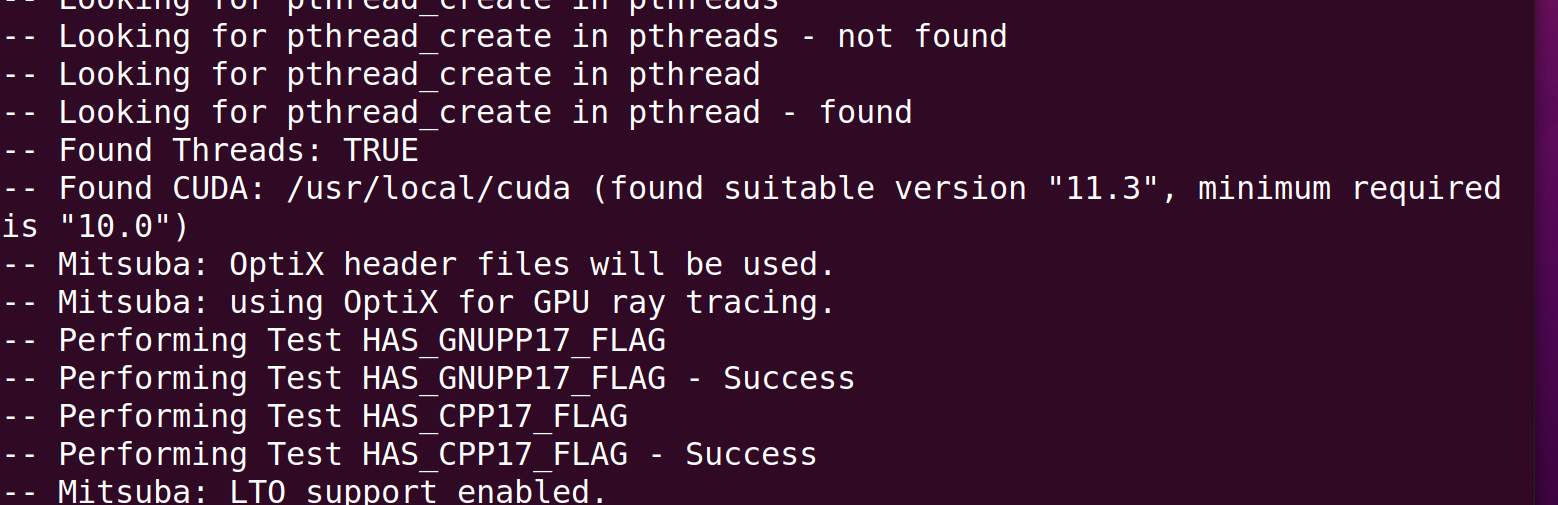 -- Looking for pthread_create in pthreads
-- Looking for pthread_create in pthreads - not found
-- Looking for pthread_create in pthread
-- Looking for pthread_create in pthread - found
-- Found Threads: TRUE
-- Found CUDA: /usr/local/cuda (found suitable version "11.3", minimum required
is "10.0")
-- Mitsuba: OptiX header files will be used.
-- Mitsuba: using OptiX for GPU ray tracing.
-- Performing Test HAS_GNUPP17_FLAG
-- Performing Test HAS_GNUPP17_FLAG - Success
-- Performing Test HAS_CPP17_FLAG
-- Performing Test HAS_CPP17_FLAG - Success
-- Mitsuba: LTO support enabled.